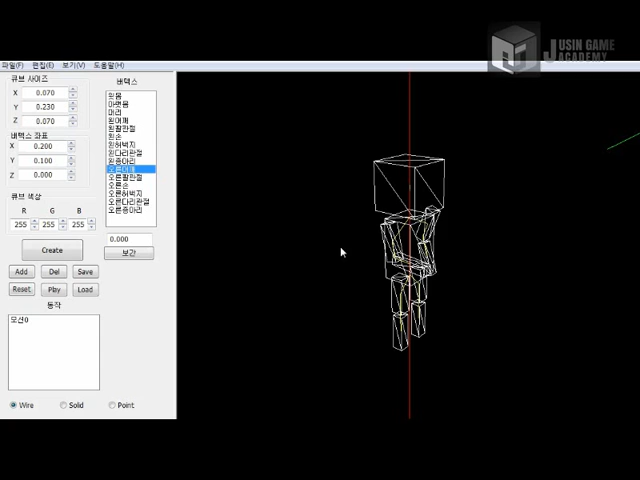 JUSIN GAME
ACADEMY
파일(F) 편집(E) 보기(V) 도움말(H)
큐브 사이즈
X 0.070
Y 0.230
Z 0.070
버텍스 좌표
X 0.200
Y 0.100
Z 0.000
큐브 색상
R G B
255 255 255
Create
Add Del Save
Reset Play Load
동작
모션0
Wire Solid Point
버텍스
윗몸
아랫몸
머리
왼어깨
왼팔관절
왼손
왼허벅지
왼다리관절
왼종아리
오른어깨
오른팔관절
오른손
오른허벅지
오른다리관절
오른종아리
0.000
보간